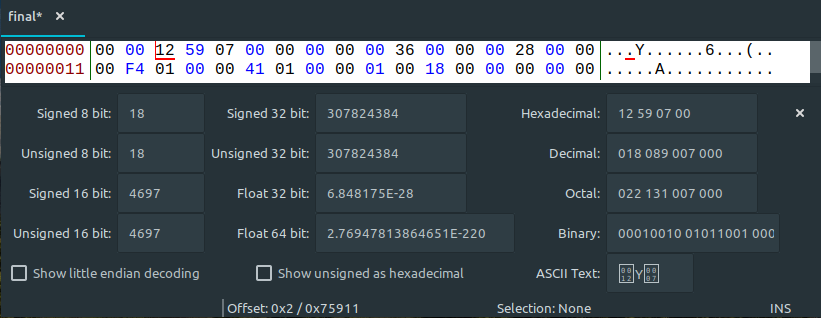 final* ×
00000000 00 00 12 59 07 00 00 00 00 00 36 00 00 00 28 00 00 ...Y......6...(..
00000011 00 F4 01 00 00 41 01 00 00 01 00 18 00 00 00 00 00 .....A...........
Signed 8 bit: 18 Signed 32 bit: 307824384 Hexadecimal: 12 59 07 00 ×
Unsigned 8 bit: 18 Unsigned 32 bit: 307824384 Decimal: 018 089 007 000
Signed 16 bit: 4697 Float 32 bit: 6.848175E-28 Octal: 022 131 007 000
Unsigned 16 bit: 4697 Float 64 bit: 2.76947813864651E-220 Binary: 00010010 01011001 000
Show little endian decoding Show unsigned as hexadecimal ASCII Text: 0012Y0007
Offset: 0x2 / 0x75911 Selection: None INS